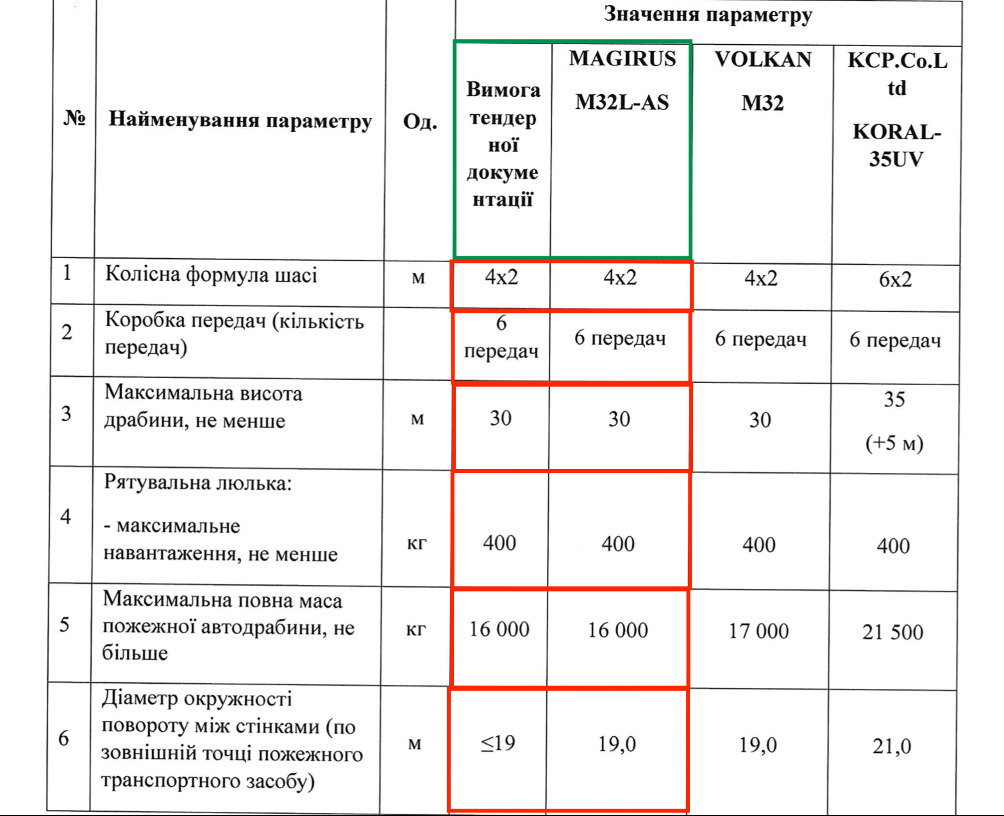 Значення параметру
№
Найменування параметру
Од.
Вимога
тендер
ної
докуме
нтації
MAGIRUS
M32L-AS
VOLKAN
M32
KCP.Co.L
td
KORAL-
35UV
1
Колісна формула шасі
м
4x2
4x2
4x2
6x2
2
Коробка передач (кількість
передач)
6
передач
6 передач
6 передач
6 передач
3
Максимальна висота
драбини, не менше
м
30
30
30
35
(+5 м)
4
Рятувальна люлька:
- максимальне
навантаження, не менше
кг
400
400
400
400
5
Максимальна повна маса
пожежної автодрабини, не
більше
кг
16 000
16 000
17 000
21 500
6
Діаметр окружності
повороту між стінками (по
зовнішній точці пожежного
транспортного засобу)
м
≤19
19,0
19,0
21,0